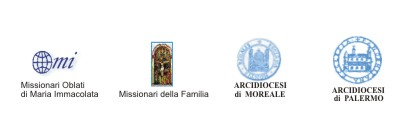 omi
Missionari Oblati
di Maria Immacolata
Missionari della Familia
ARCIDIOCESI
di MOREALE
ARCIDIOCESI
di PALERMO